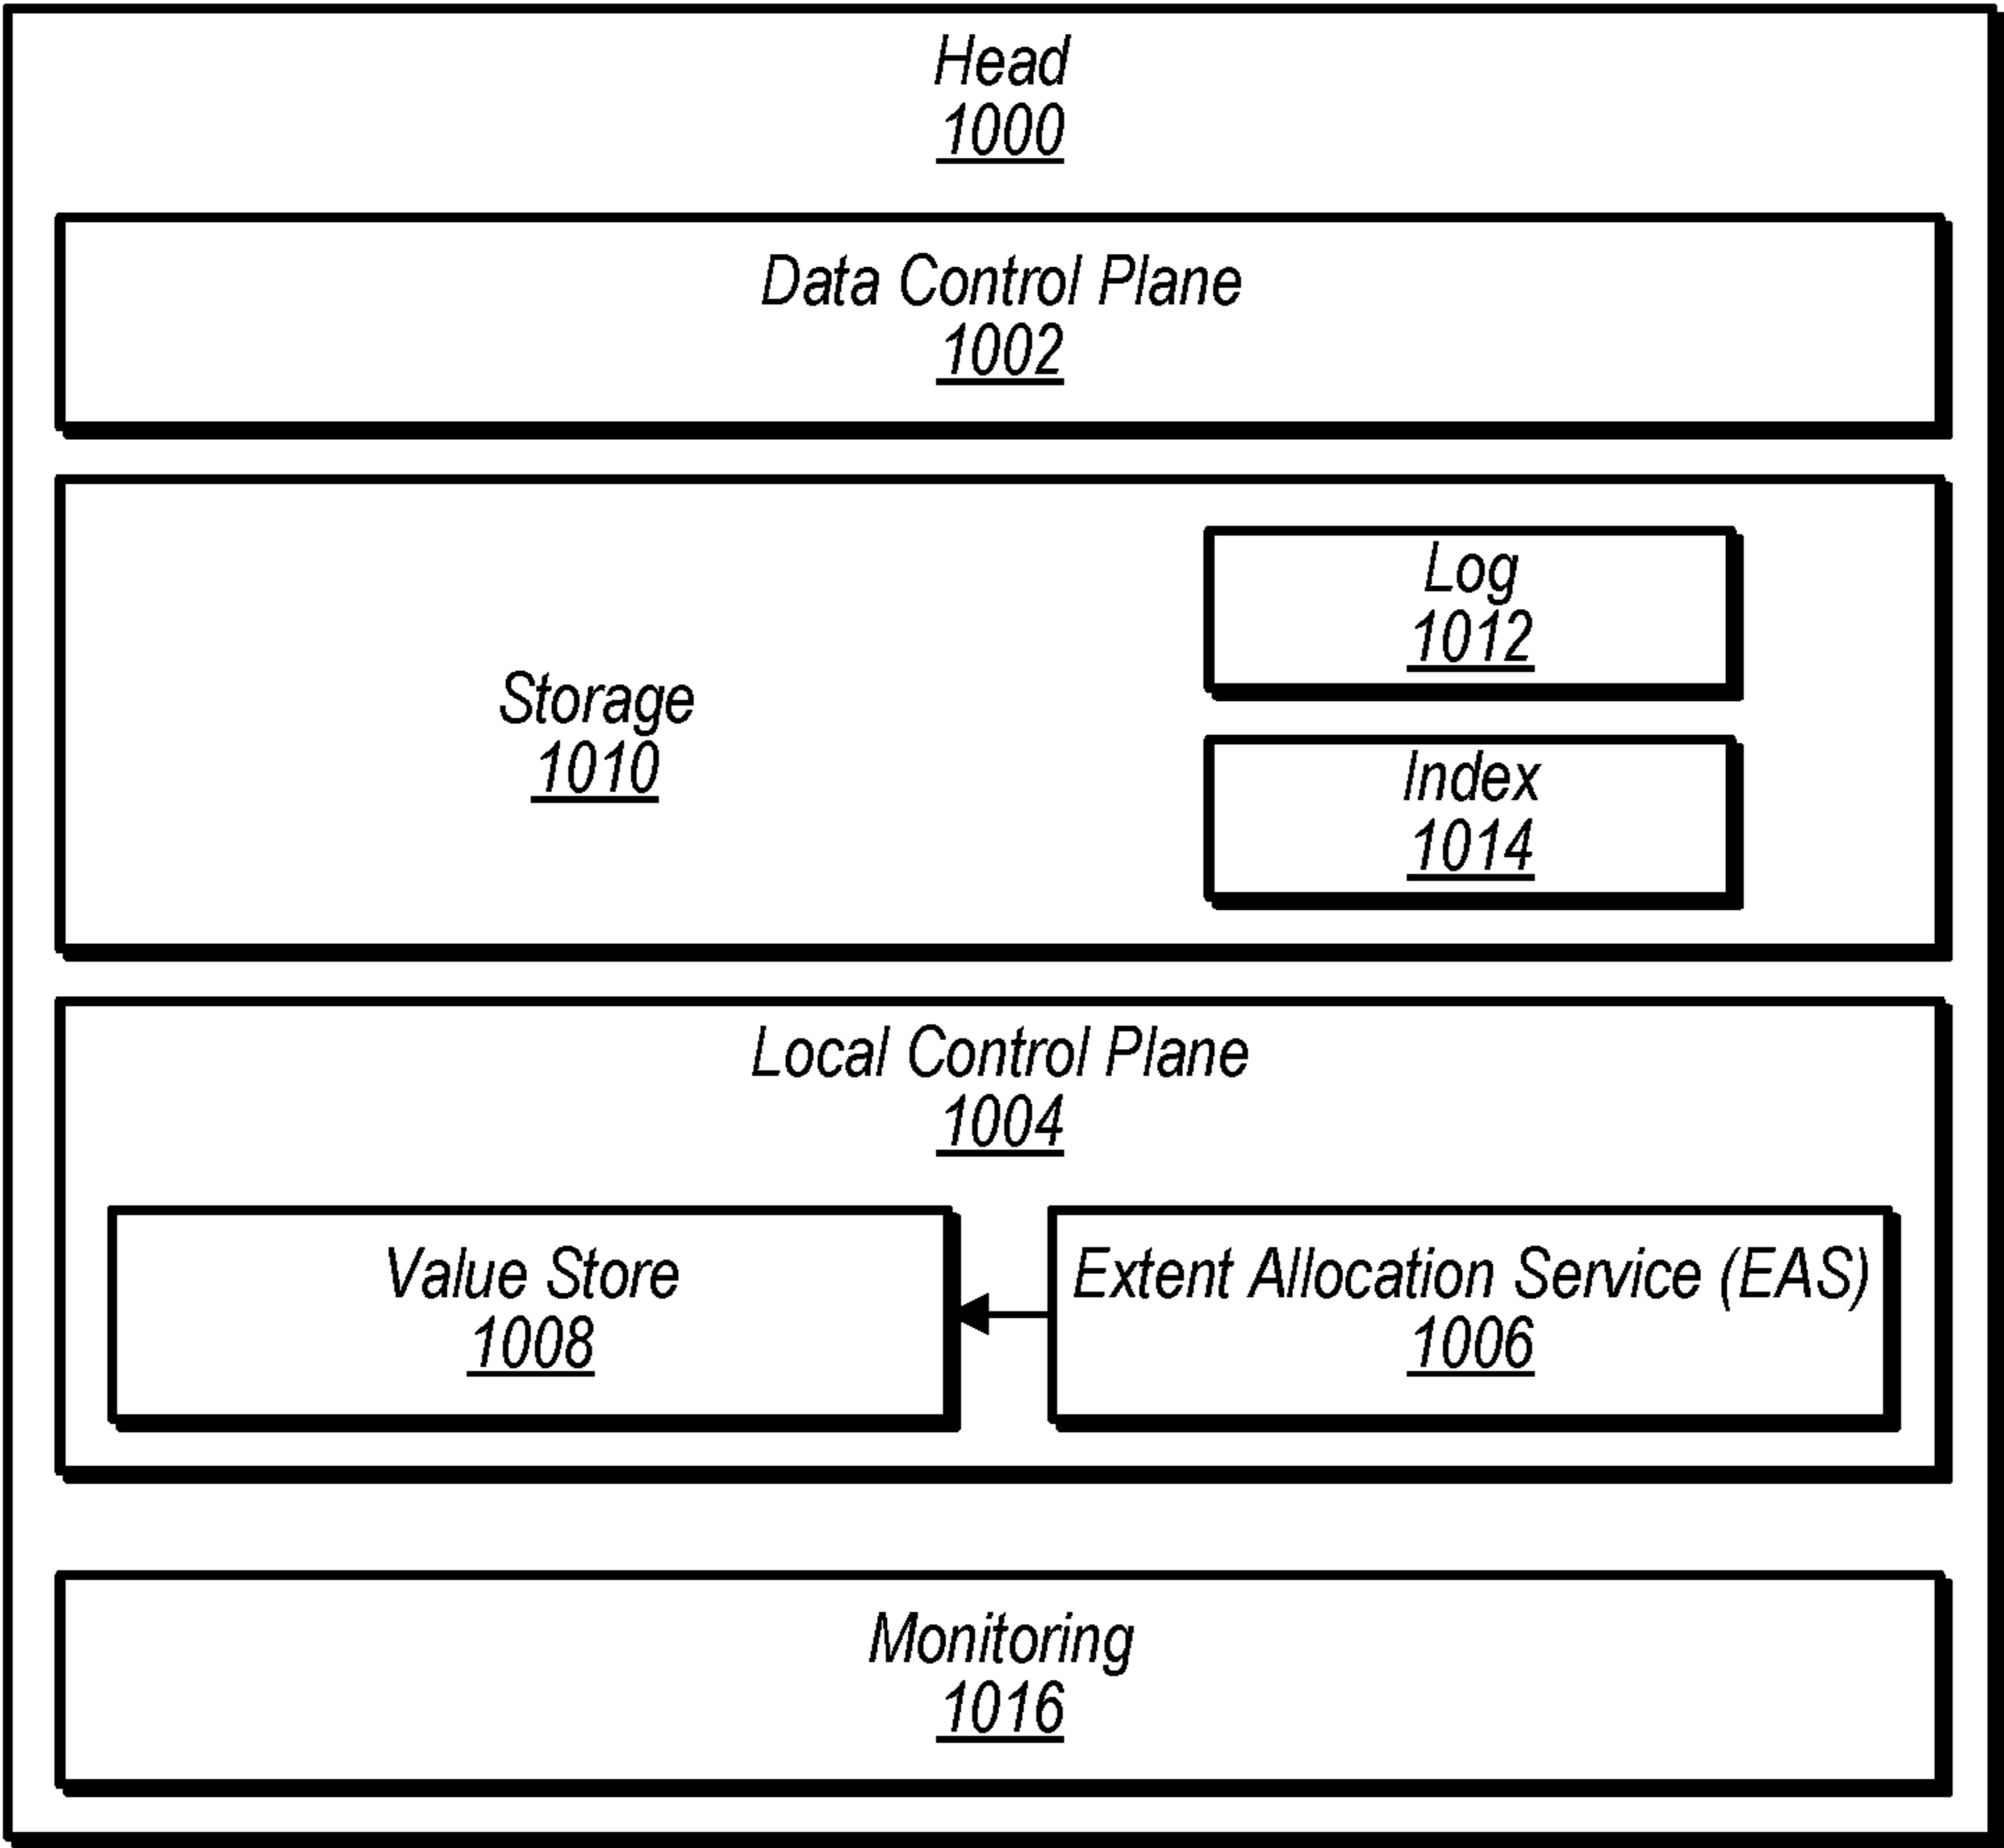 Head
1000
Data Control Plane
1002
Storage
1010
Log
1012
Index
1014
Local Control Plane
1004
Value Store
1008
Extent Allocation Service (EAS)
1006
Monitoring
1016